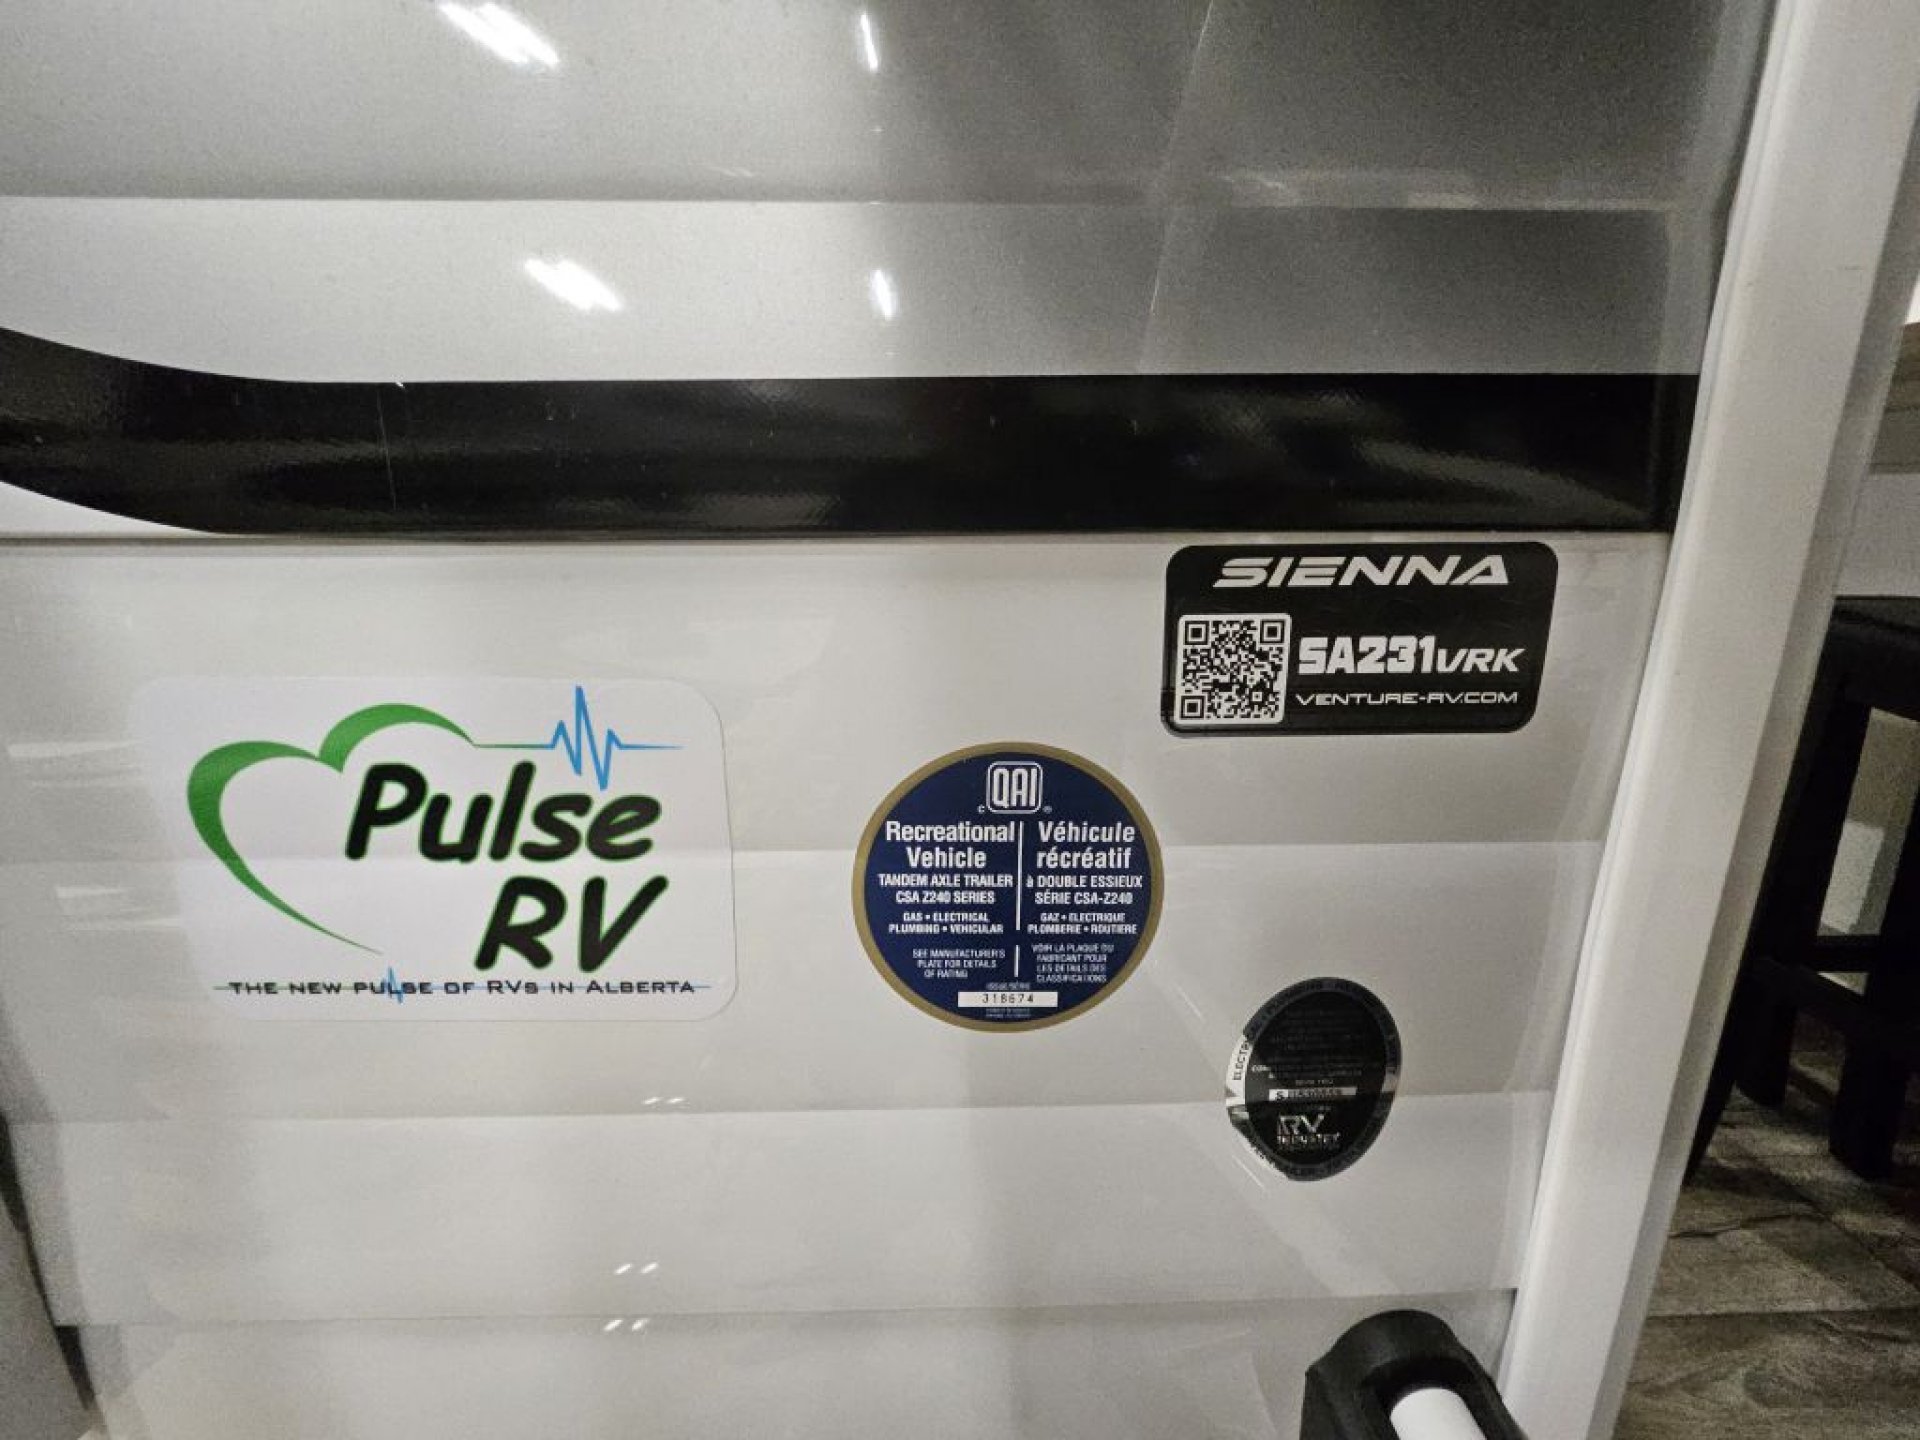 SIENNA
SA231VRK
VENTURE-RV.COM
Pulse
RV
THE NEW PULSE OF RVS IN ALBERTA
c QAI ®
Recreational
Vehicle
TANDEM AXLE TRAILER
CSA Z240 SERIES
GAS • ELECTRICAL
PLUMBING • VEHICULAR
SEE MANUFACTURER'S
PLATE FOR DETAILS
OF RATING
Véhicule
récréatif
à DOUBLE ESSIEUX
SÉRIE CSA-Z240
GAZ • ELECTRIQUE
PLOMBERIE • ROUTIERE
VOIR LA PLAQUE DU
FABRICANT POUR
LES DETAILS DES
CLASSIFICATIONS
318674
RV